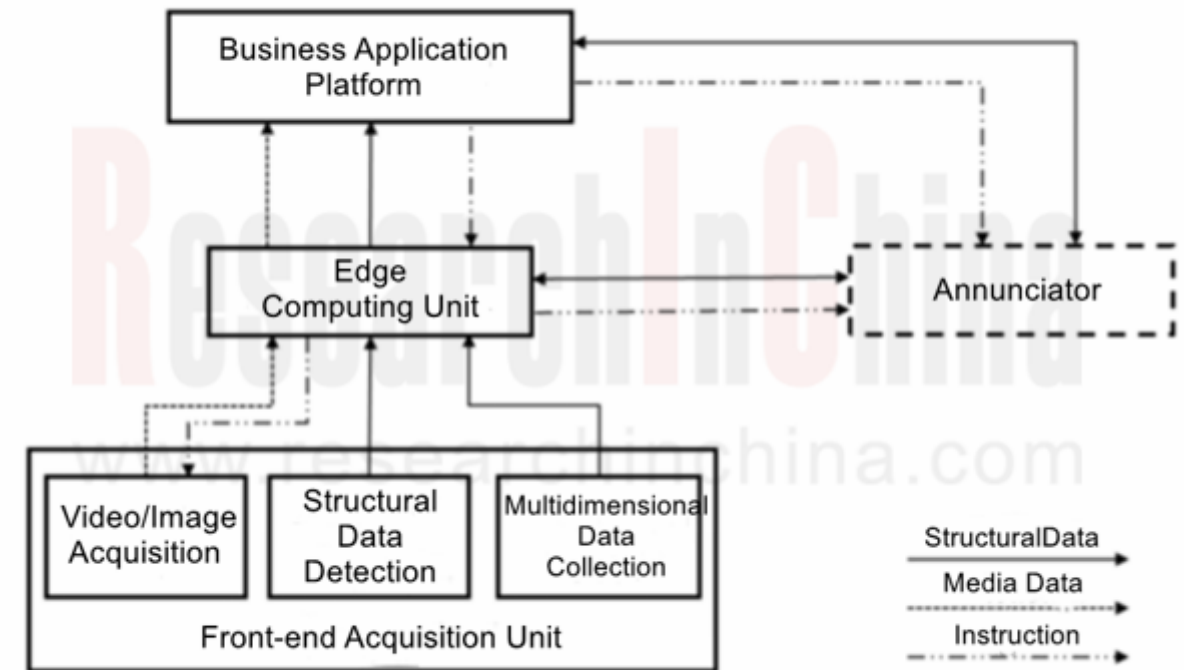 Business Application
Platform
Edge
Computing Unit
Annunciator
Video/Image
Acquisition
Structural
Data
Detection
Multidimensional
Data
Collection
Front-end Acquisition Unit
StructuralData
Media Data
Instruction
ResearchInChina
www.researchinchina.com